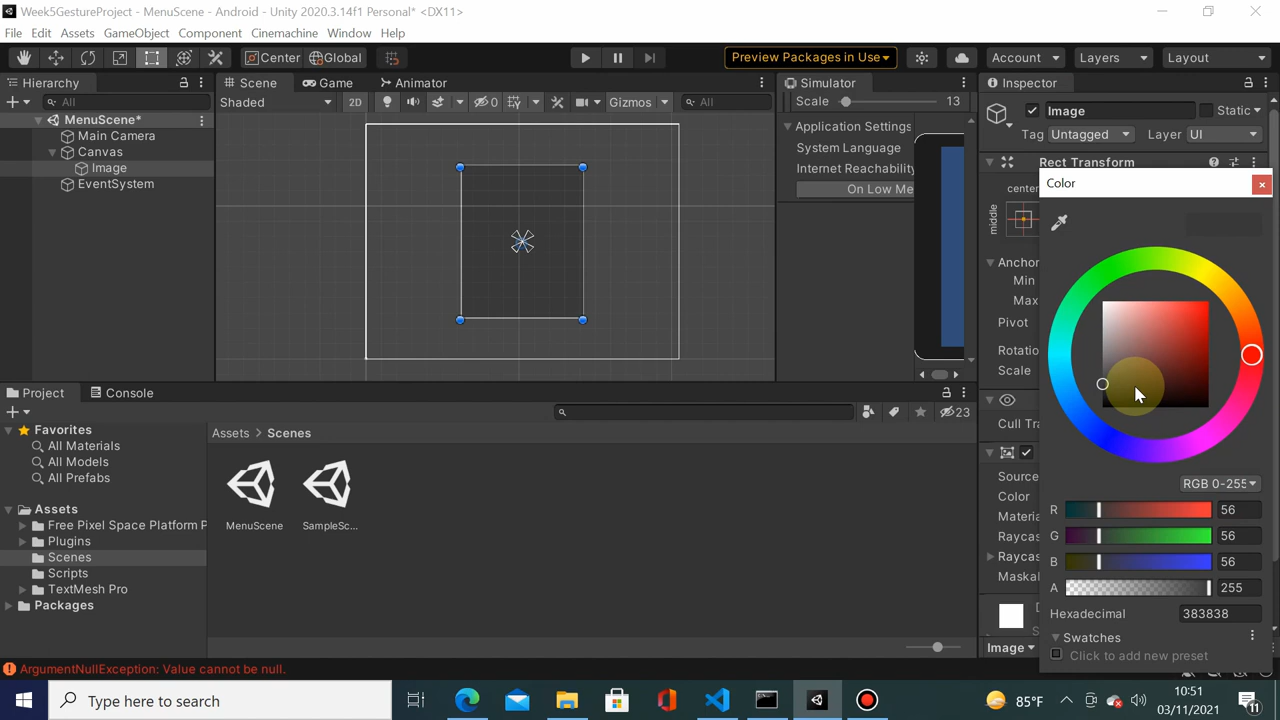 Week5GestureProject - MenuScene - Android - Unity 2020.3.14f1 Personal* <DX11>
File Edit Assets GameObject Component Cinemachine Window Help
Center Global Preview Packages in Use Account Layers Layout
Hierarchy
All
MenuScene*
Main Camera
Canvas
Image
EventSystem
Scene Game Animator
Shaded 2D 0 Gizmos All
Simulator
Scale 13
Application Settings
System Language
Internet Reachability
On Low Me
Inspector
Image Static
Tag Untagged Layer UI
Rect Transform
center
middle
Anchor
Min
Max
Pivot
Rotatio
Scale
Cull Tra
Source
Color
Materia
Rayca
Rayca
Maska
Image
Color
RGB 0-255
R 56
G 56
B 56
A 255
Hexadecimal 383838
Swatches
Click to add new preset
Project Console
23
Favorites
All Materials
All Models
All Prefabs
Assets
Free Pixel Space Platform P
Plugins
Scenes
Scripts
TextMesh Pro
Packages
Assets > Scenes
MenuScene SampleSc...
ArgumentNullException: Value cannot be null.
Type here to search
85°F
10:51
03/11/2021
11